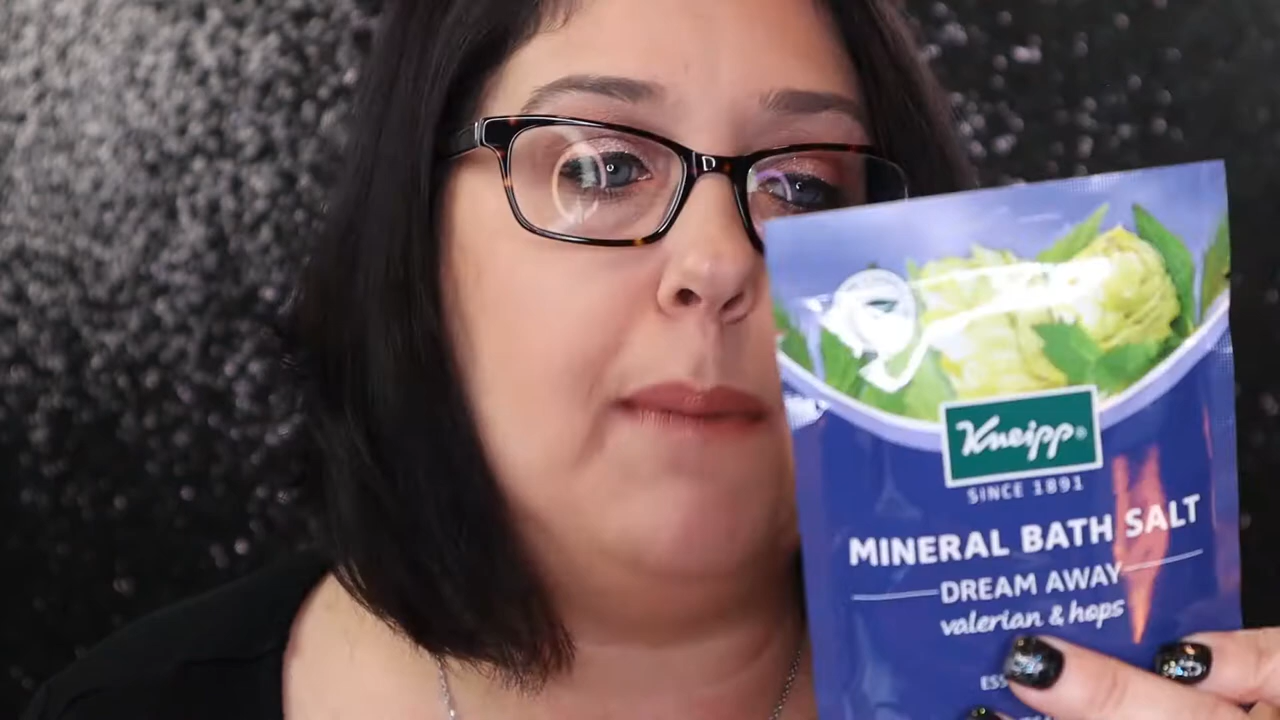 Kneipp®
SINCE 1891
MINERAL BATH SALT
DREAM AWAY
valerian & hops